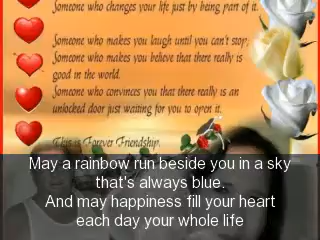 Someone who changes your life just by being part of it.
Someone who makes you laugh until you can't stop;
Someone who makes you believe that there really is
good in the world.
Someone who convinces you that there really is an
unlocked door just waiting for you to open it.
This is Forever Friendship.
May a rainbow run beside you in a sky
that's always blue.
And may happiness fill your heart
each day your whole life